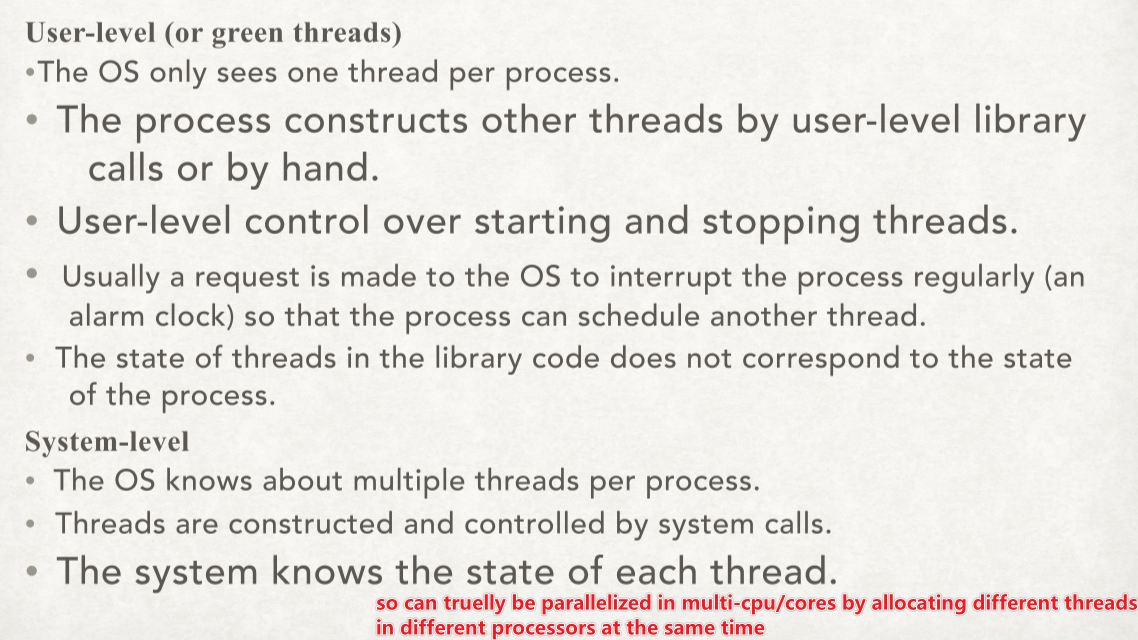 User-level (or green threads)
•The OS only sees one thread per process.
• The process constructs other threads by user-level library
calls or by hand.
• User-level control over starting and stopping threads.
• Usually a request is made to the OS to interrupt the process regularly (an
alarm clock) so that the process can schedule another thread.
• The state of threads in the library code does not correspond to the state
of the process.
System-level
• The OS knows about multiple threads per process.
• Threads are constructed and controlled by system calls.
• The system knows the state of each thread.
so can truelly be parallelized in multi-cpu/cores by allocating different threads
in different processors at the same time